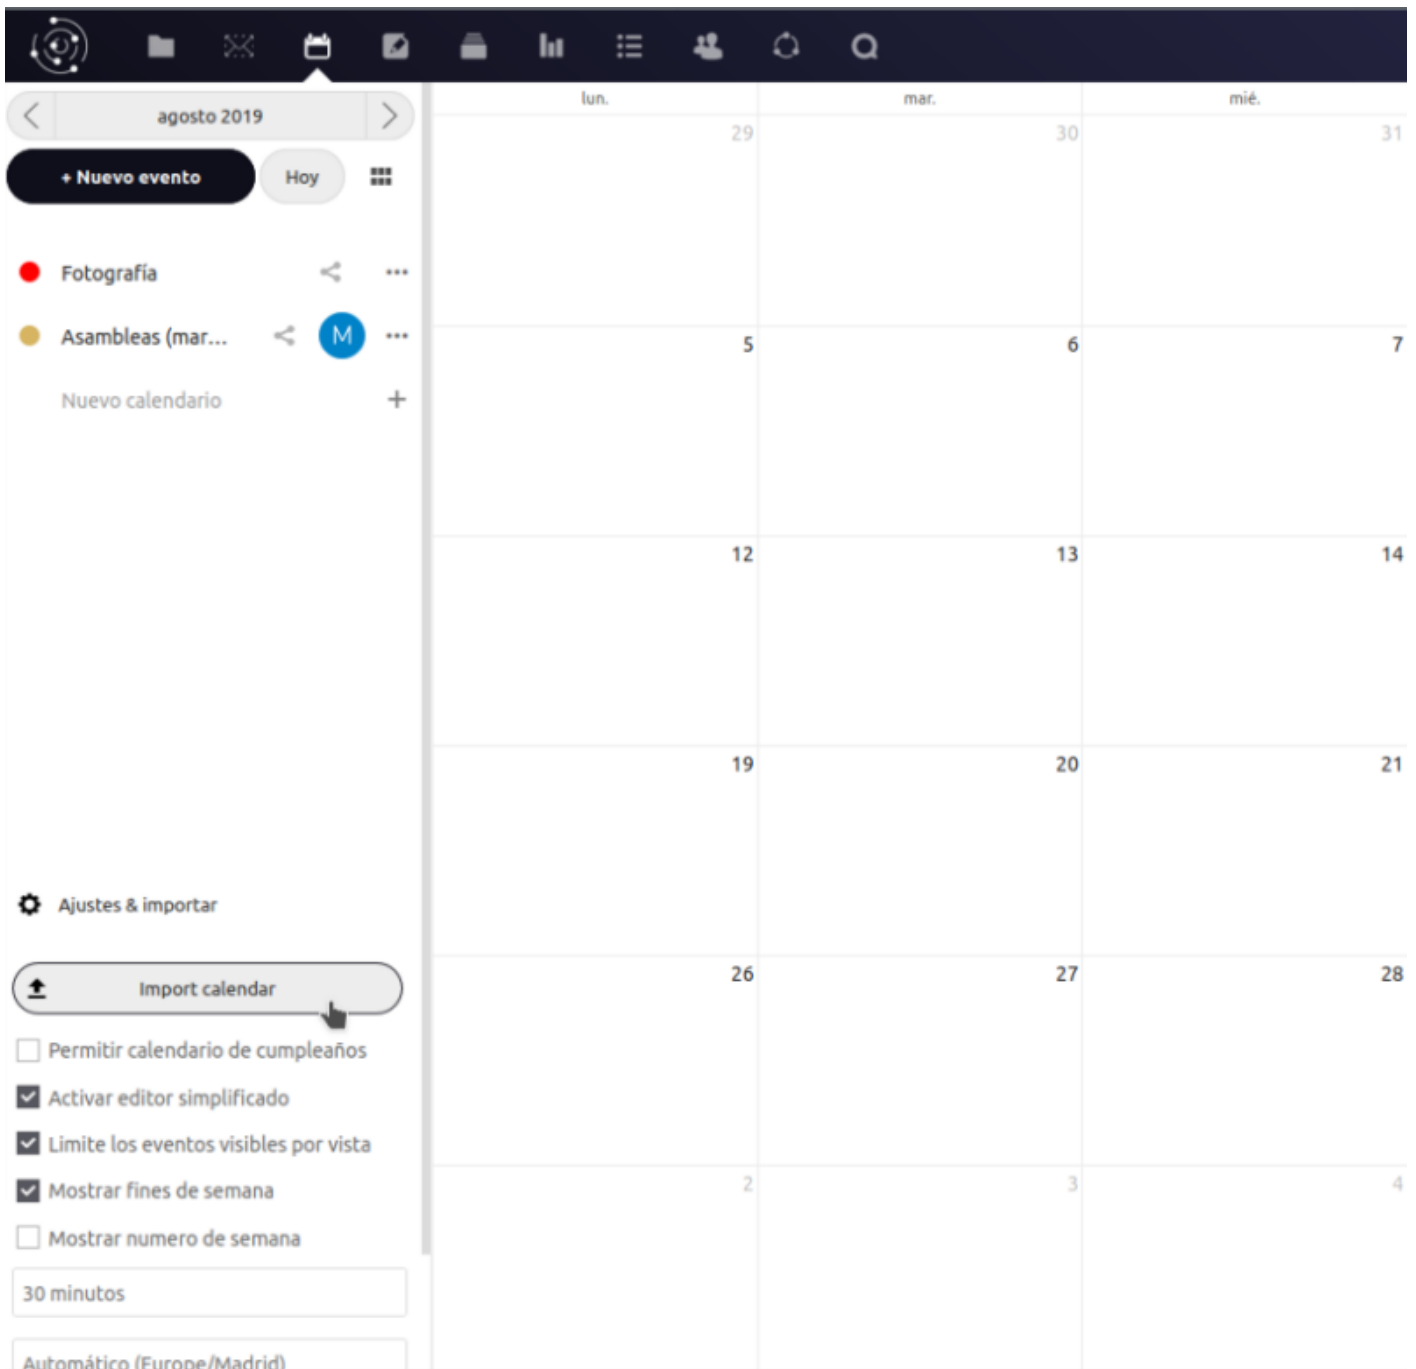 agosto 2019
+ Nuevo evento
Hoy
Fotografía
Asambleas (mar...
M
Nuevo calendario
Ajustes & importar
Import calendar
Permitir calendario de cumpleaños
Activar editor simplificado
Limite los eventos visibles por vista
Mostrar fines de semana
Mostrar numero de semana
30 minutos
Automático (Europe/Madrid)
lun. mar. mié.
29 30 31
5 6 7
12 13 14
19 20 21
26 27 28
2 3 4